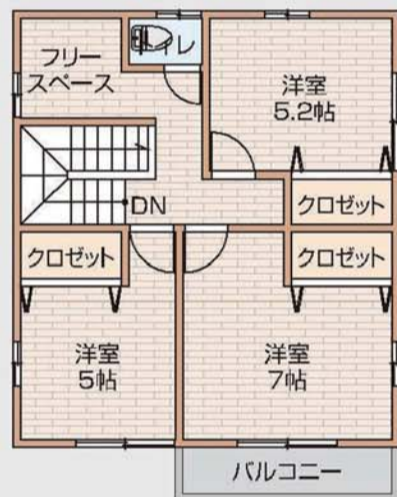 トイレ
フリー
スペース
洋室
5.2帖
DN
クロゼット
クロゼット
クロゼット
洋室
5帖
洋室
7帖
バルコニー